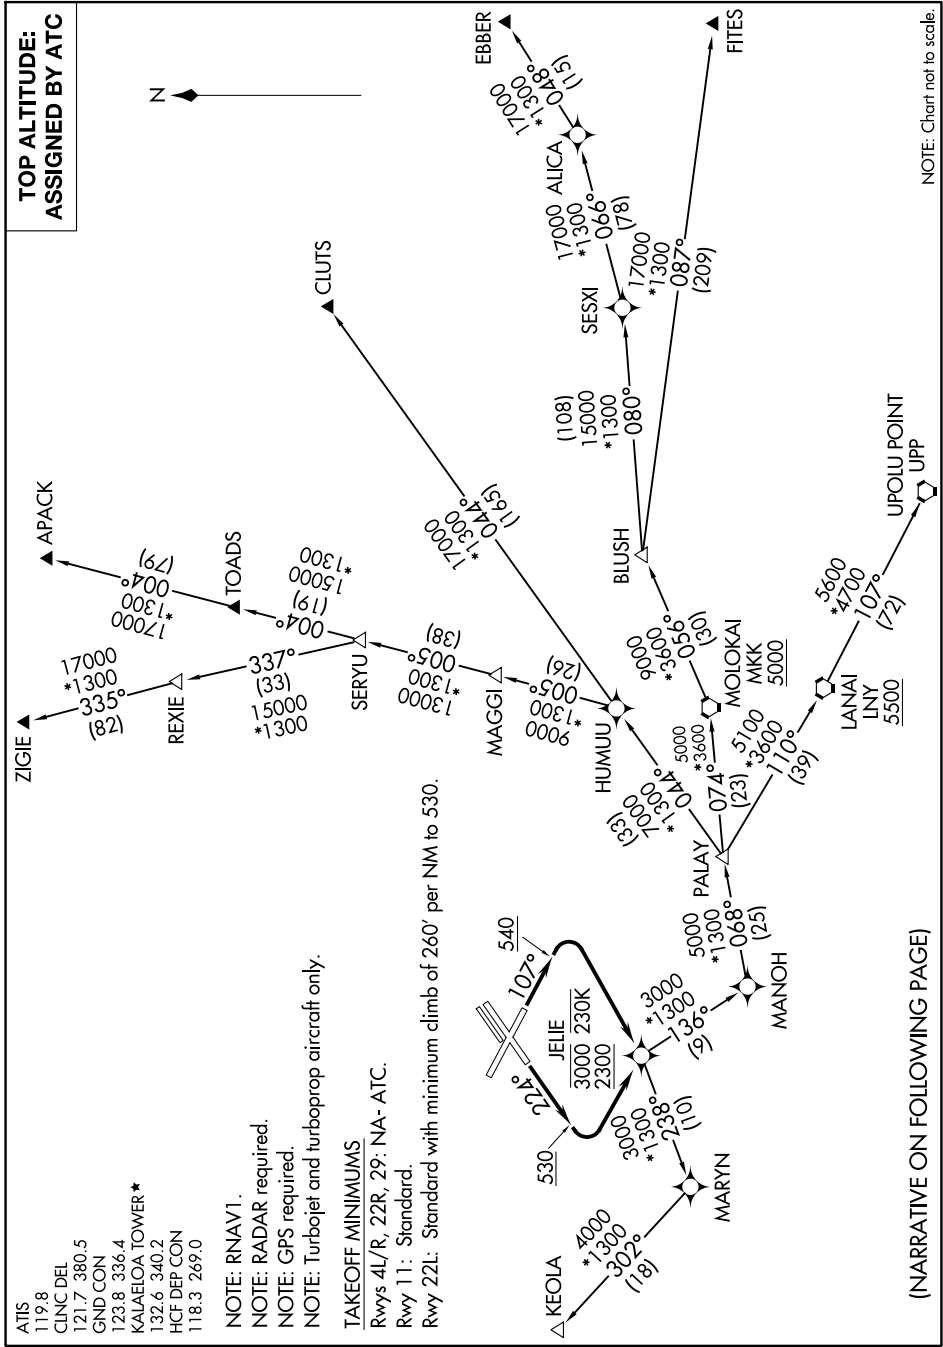 TOP ALTITUDE:
ASSIGNED BY ATC
N
ATIS
119.8
CLNC DEL
121.7 380.5
GND CON
123.8 336.4
KALAELOA TOWER★
132.6 340.2
HCF DEP CON
118.3 269.0
NOTE: RNAV1.
NOTE: RADAR required.
NOTE: GPS required.
NOTE: Turbojet and turboprop aircraft only.
TAKEOFF MINIMUMS
Rwys 4L/R, 22R, 29: NA- ATC.
Rwy 11: Standard.
Rwy 22L: Standard with minimum climb of 260' per NM to 530.
ZIGIE
17000
*1300
335°
(82)
REXIE
337°
(33)
15000
*1300
APACK
(79)
004°
*1300
17000
TOADS
(19)
004°
15000
*1300
SERYU
(38)
005°
*1300
13000
MAGGI
(26)
005°
*1300
9000
HUMUU
CLUTS
17000
*1300
044°
(165)
(33)
7000
*1300
044°
PALAY
5000
*3600
074°
(23)
MOLOKAI
MKK
5000
9000
*3600
056°
(30)
BLUSH
(108)
15000
*1300
080°
SESXI
17000
*1300
066°
(78)
ALICA
17000
*1300
048°
(15)
EBBER
17000
*1300
087°
(209)
FITES
5100
*3600
110°
(39)
LANAI
LNY
5500
5600
*4700
107°
(72)
UPOLU POINT
UPP
5000
*1300
068°
(25)
MANOH
3000
*1300
136°
(9)
540
107°
224°
530
JELIE
3000 230K
2300
3000
*1300
238°
(10)
MARYN
4000
*1300
302°
(18)
KEOLA
(NARRATIVE ON FOLLOWING PAGE)
NOTE: Chart not to scale.